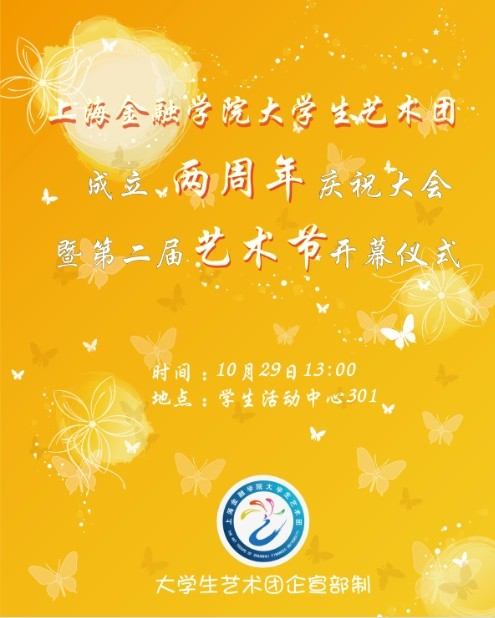 上海金融学院大学生艺术团
成立 两周年 庆祝大会
暨第二届艺术节开幕仪式
时间：10月29日13:00
地点：学生活动中心301
上海金融学院大学生艺术团
大学生艺术团企宣部制